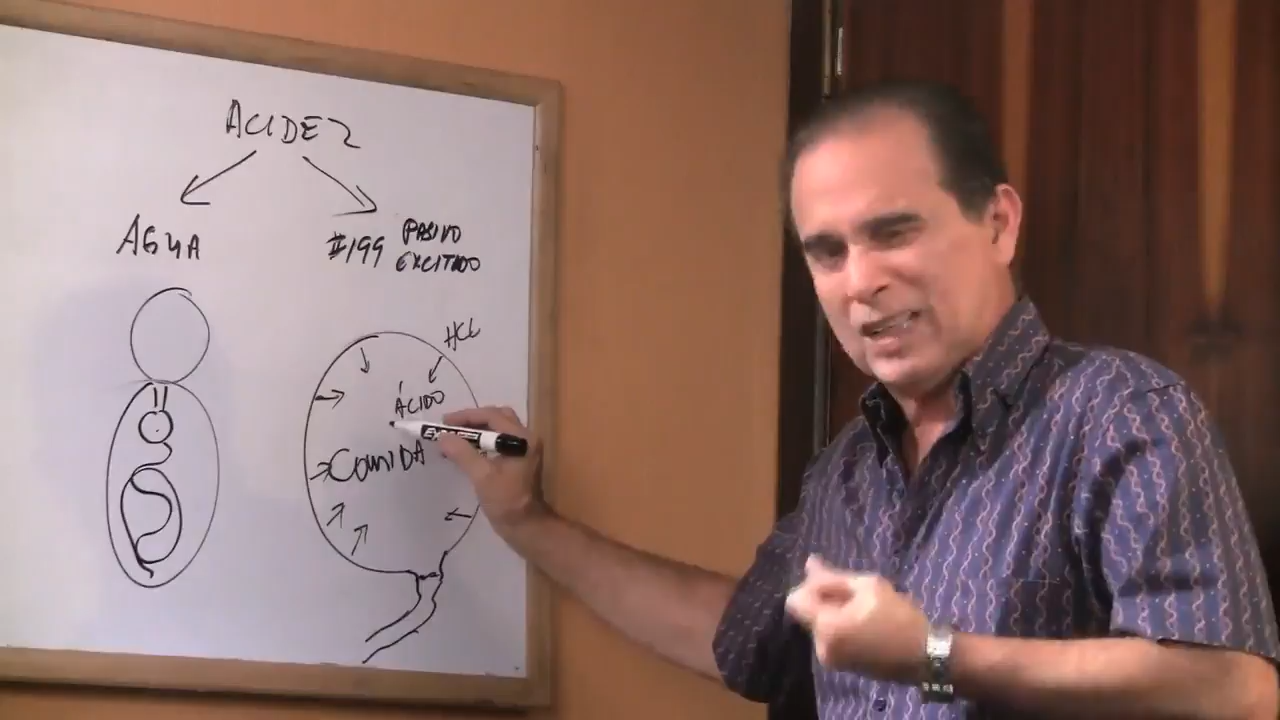 ACIDEZ
AGUA
#199 PASIVO
EXCITADO
HCL
ÁCIDO
COMIDA